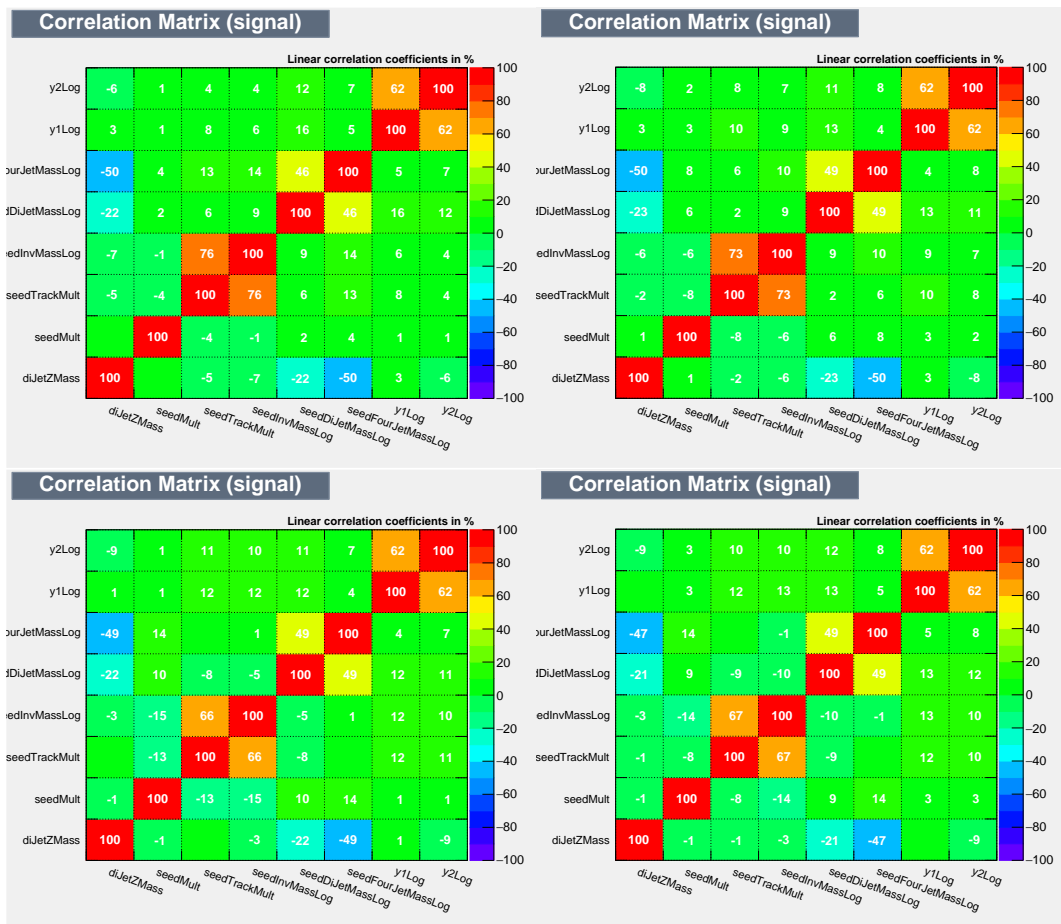 Correlation Matrix (signal)
Linear correlation coefficients in %
y2Log -6 1 4 4 12 7 62 100
y1Log 3 1 8 6 16 5 100 62
ourJetMassLog -50 4 13 14 46 100 5 7
dDiJetMassLog -22 2 6 9 100 46 16 12
edInvMassLog -7 -1 76 100 9 14 6 4
seedTrackMult -5 -4 100 76 6 13 8 4
seedMult 100 -4 -1 2 4 1 1
diJetZMass 100 -5 -7 -22 -50 3 -6
diJetZMass seedMult seedTrackMult seedInvMassLog seedDiJetMassLog seedFourJetMassLog y1Log y2Log
100
80
60
40
20
0
−20
−40
−60
−80
−100
Correlation Matrix (signal)
Linear correlation coefficients in %
y2Log -8 2 8 7 11 8 62 100
y1Log 3 3 10 9 13 4 100 62
ourJetMassLog -50 8 6 10 49 100 4 8
dDiJetMassLog -23 6 2 9 100 49 13 11
edInvMassLog -6 -6 73 100 9 10 9 7
seedTrackMult -2 -8 100 73 2 6 10 8
seedMult 1 100 -8 -6 6 8 3 2
diJetZMass 100 1 -2 -6 -23 -50 3 -8
diJetZMass seedMult seedTrackMult seedInvMassLog seedDiJetMassLog seedFourJetMassLog y1Log y2Log
100
80
60
40
20
0
−20
−40
−60
−80
−100
Correlation Matrix (signal)
Linear correlation coefficients in %
y2Log -9 1 11 10 11 7 62 100
y1Log 1 1 12 12 12 4 100 62
ourJetMassLog -49 14 1 49 100 4 7
dDiJetMassLog -22 10 -8 -5 100 49 12 11
edInvMassLog -3 -15 66 100 -5 1 12 10
seedTrackMult -13 100 66 -8 12 11
seedMult -1 100 -13 -15 10 14 1 1
diJetZMass 100 -1 -3 -22 -49 1 -9
diJetZMass seedMult seedTrackMult seedInvMassLog seedDiJetMassLog seedFourJetMassLog y1Log y2Log
100
80
60
40
20
0
−20
−40
−60
−80
−100
Correlation Matrix (signal)
Linear correlation coefficients in %
y2Log -9 3 10 10 12 8 62 100
y1Log 3 12 13 13 5 100 62
ourJetMassLog -47 14 -1 49 100 5 8
dDiJetMassLog -21 9 -9 -10 100 49 13 12
edInvMassLog -3 -14 67 100 -10 -1 13 10
seedTrackMult -1 -8 100 67 -9 12 10
seedMult -1 100 -8 -14 9 14 3 3
diJetZMass 100 -1 -1 -3 -21 -47 -9
diJetZMass seedMult seedTrackMult seedInvMassLog seedDiJetMassLog seedFourJetMassLog y1Log y2Log
100
80
60
40
20
0
−20
−40
−60
−80
−100